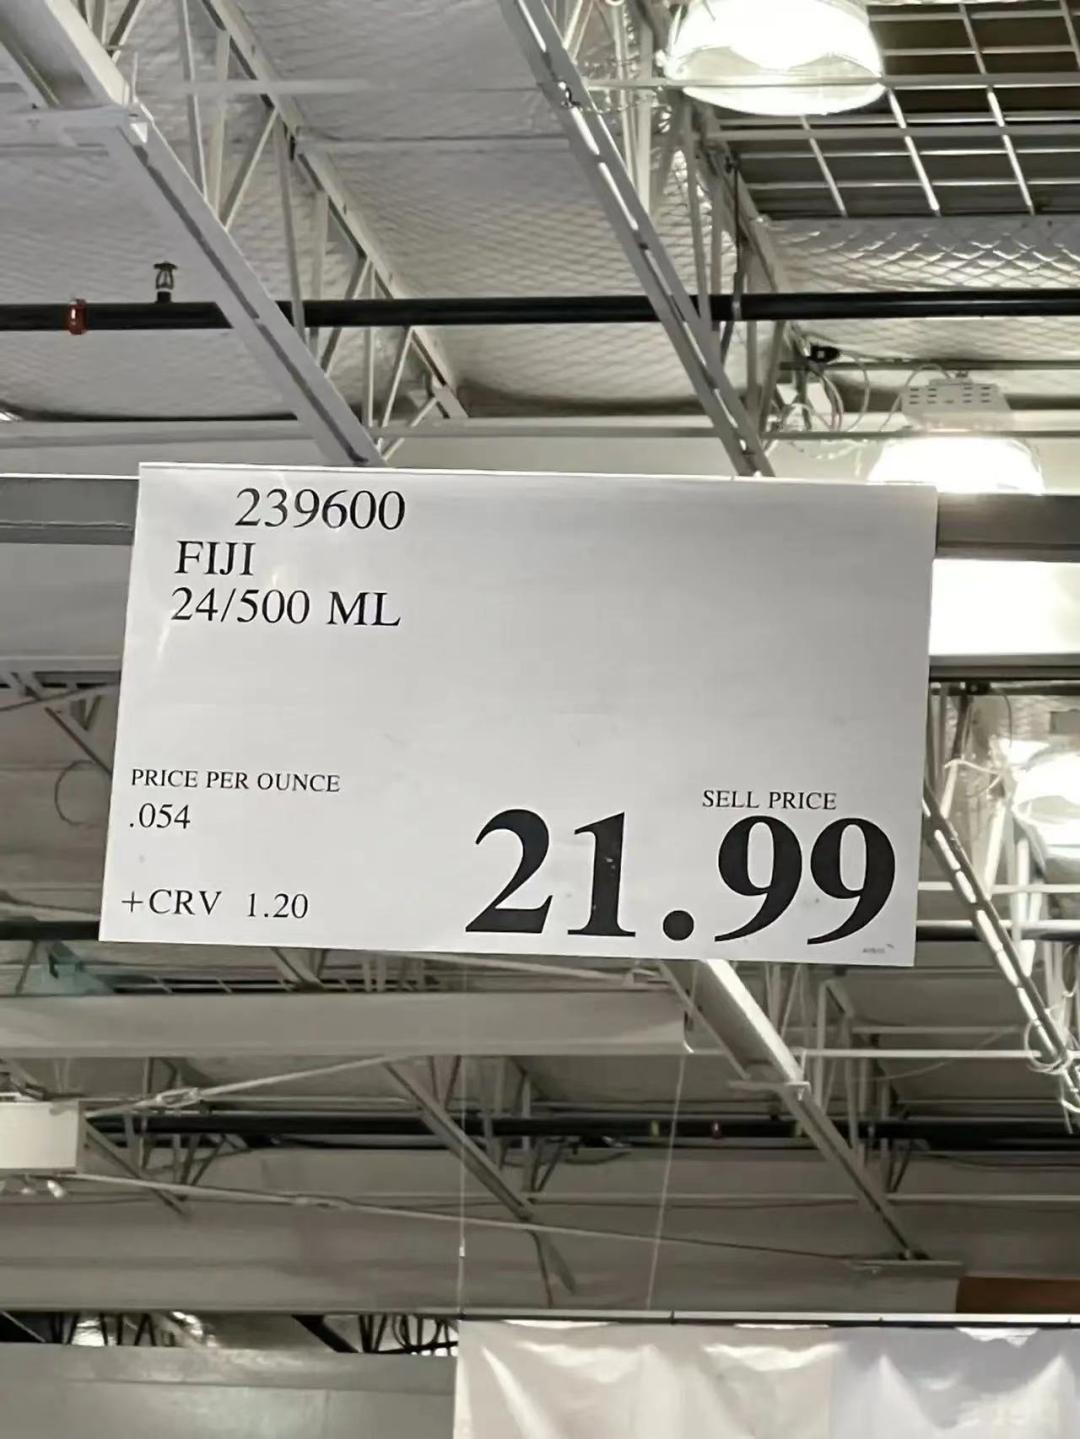 239600
FIJI
24/500 ML
PRICE PER OUNCE
.054
+CRV 1.20
SELL PRICE
21.99